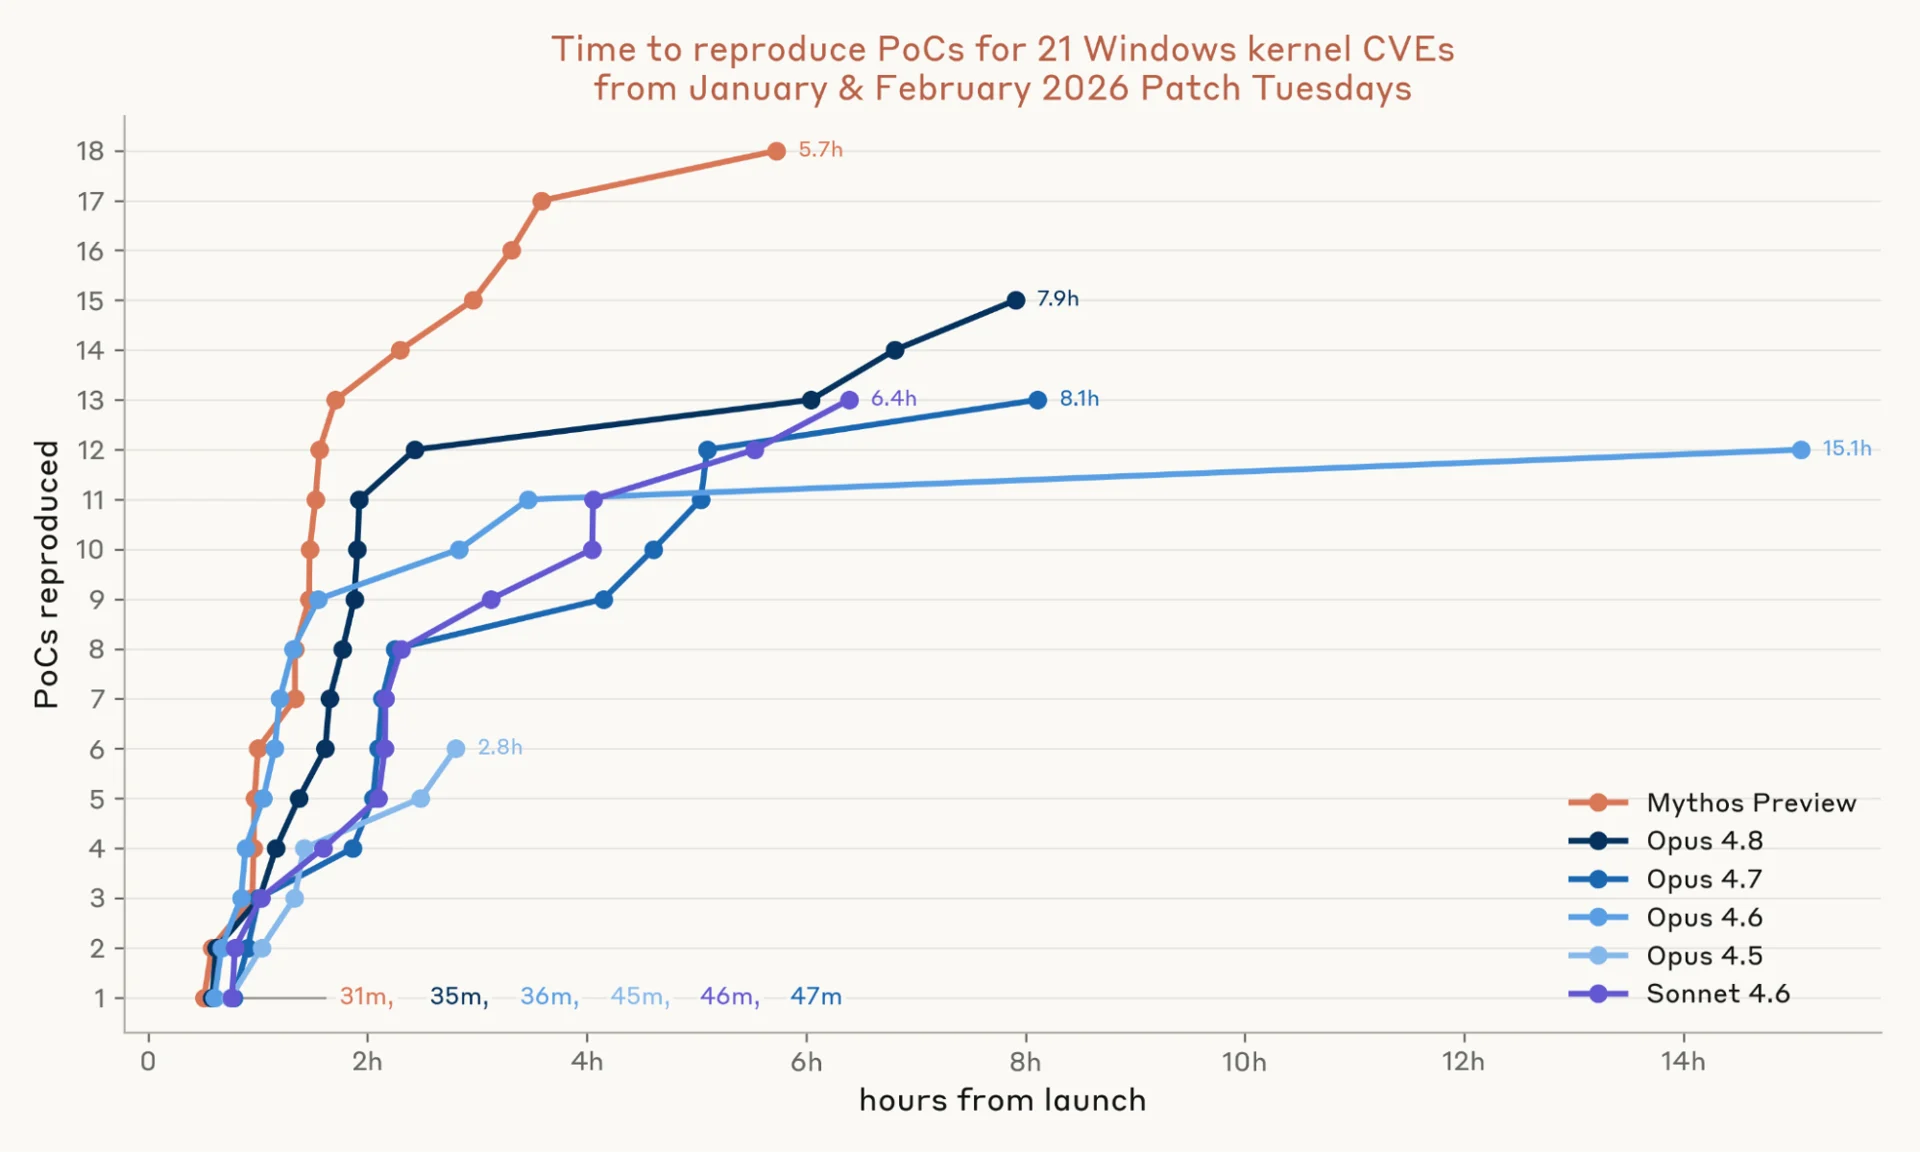 Time to reproduce PoCs for 21 Windows kernel CVEs
from January & February 2026 Patch Tuesdays
PoCs reproduced
18
17
16
15
14
13
12
11
10
9
8
7
6
5
4
3
2
1
5.7h
7.9h
6.4h
8.1h
15.1h
2.8h
31m, 35m, 36m, 45m, 46m, 47m
Mythos Preview
Opus 4.8
Opus 4.7
Opus 4.6
Opus 4.5
Sonnet 4.6
0 2h 4h 6h 8h 10h 12h 14h
hours from launch